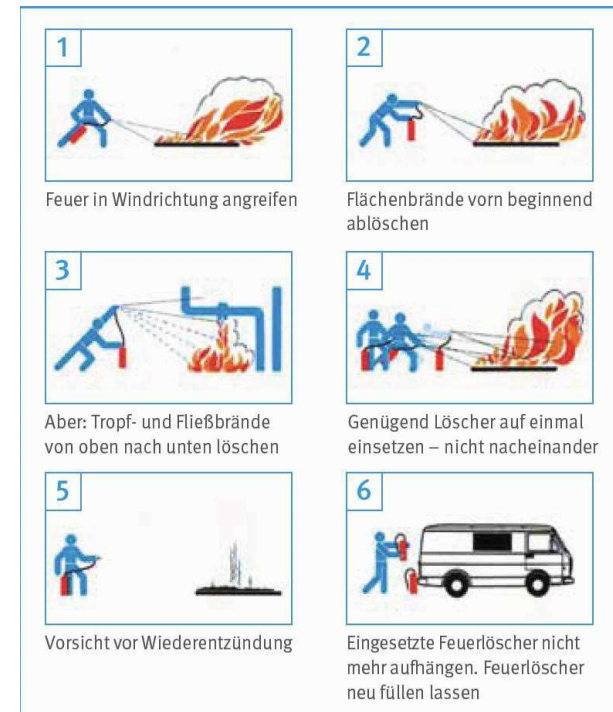 1
Feuer in Windrichtung angreifen
2
Flächenbrände vorn beginnend
ablöschen
3
Aber: Tropf- und Fließbrände
von oben nach unten löschen
4
Genügend Löscher auf einmal
einsetzen – nicht nacheinander
5
Vorsicht vor Wiederentzündung
6
Eingesetzte Feuerlöscher nicht
mehr aufhängen. Feuerlöscher
neu füllen lassen